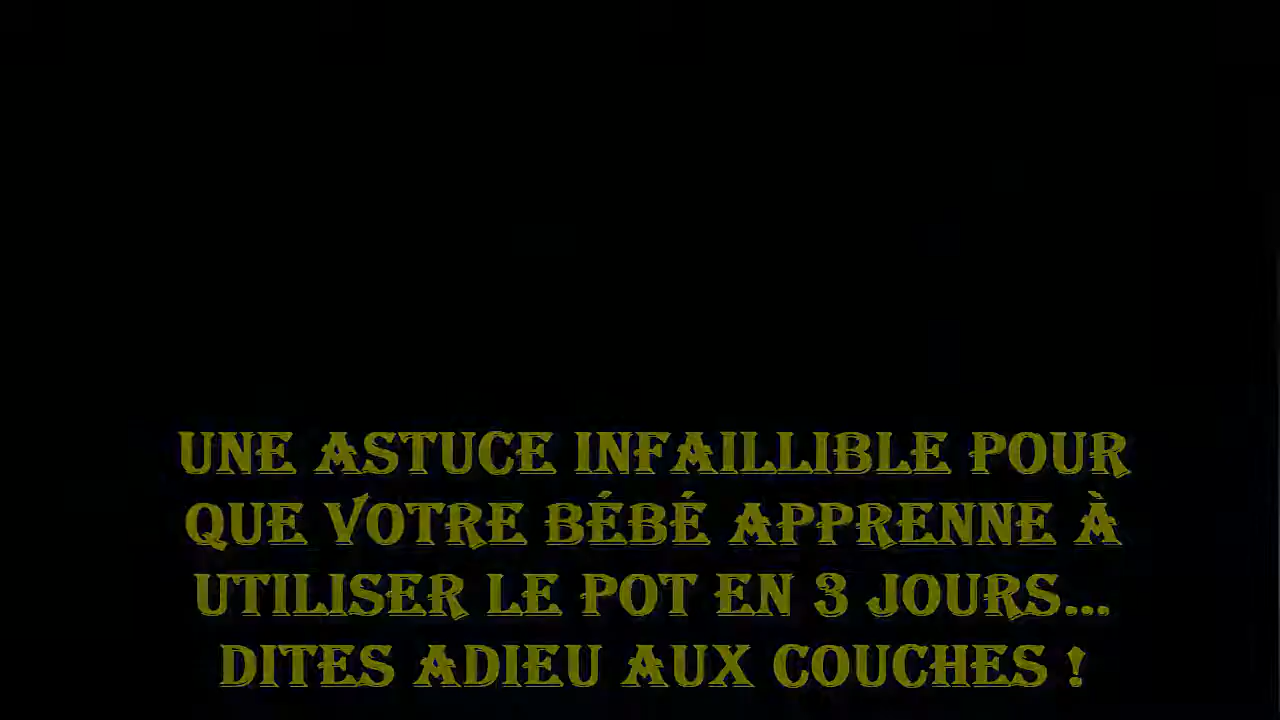 UNE ASTUCE INFAILLIBLE POUR
QUE VOTRE BÉBÉ APPRENNE À
UTILISER LE POT EN 3 JOURS...
DITES ADIEU AUX COUCHES !